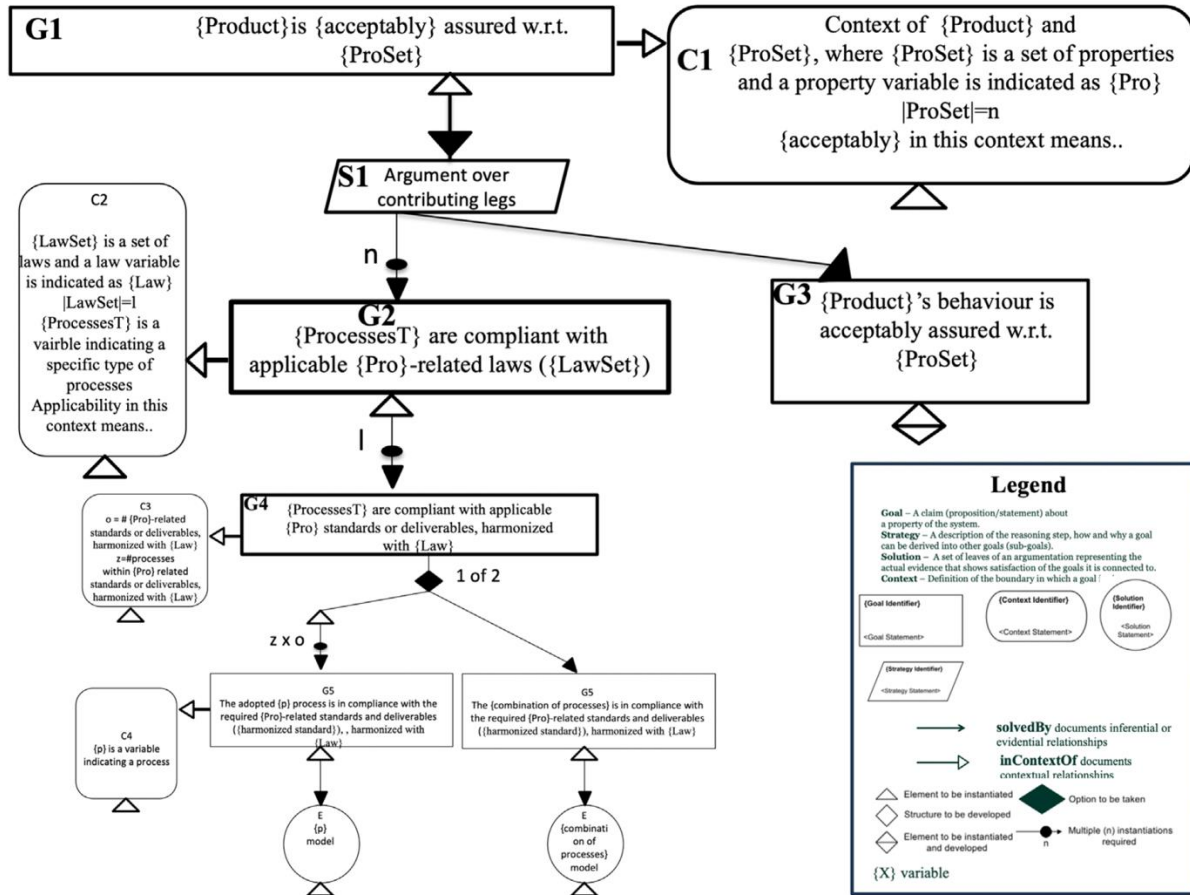 G1
{Product}is {acceptably} assured w.r.t.
{ProSet}
C1
Context of {Product} and
{ProSet}, where {ProSet} is a set of properties
and a property variable is indicated as {Pro}
|ProSet|=n
{acceptably} in this context means..
S1
Argument over
contributing legs
C2
{LawSet} is a set of
laws and a law variable
is indicated as {Law}
|LawSet|=l
{ProcessesT} is a
vairble indicating a
specific type of
processes
Applicability in this
context means..
n
G2
{ProcessesT} are compliant with
applicable {Pro}-related laws ({LawSet})
G3
{Product}’s behaviour is
acceptably assured w.r.t.
{ProSet}
l
C3
o = # {Pro}-related
standards or deliverables,
harmonized with {Law}
z=#processes
within {Pro} related
standards or deliverables,
harmonized with {Law}
G4
{ProcessesT} are compliant with applicable
{Pro} standards or deliverables, harmonized
with {Law}
1 of 2
z x o
C4
{p} is a variable
indicating a process
G5
The adopted {p} process is in compliance with the
required {Pro}-related standards and deliverables
({harmonized standard}), , harmonized with
{Law}
G5
The {combination of processes} is in compliance with
the required {Pro}-related standards and deliverables
({harmonized standard}), harmonized with {Law}
E
{p}
model
E
{combinati
on of
processes}
model
Legend
Goal – A claim (proposition/statement) about
a property of the system.
Strategy – A description of the reasoning step, how and why a goal
can be derived into other goals (sub-goals).
Solution – A set of leaves of an argumentation representing the
actual evidence that shows satisfaction of the goals it is connected to.
Context – Definition of the boundary in which a goal
{Goal Identifier}
<Goal Statement>
{Context Identifier}
<Context Statement>
{Solution
Identifier}
<Solution
Statement>
{Strategy Identifier}
<Strategy Statement>
solvedBy documents inferential or
evidential relationships
inContextOf documents
contextual relationships
Element to be instantiated
Option to be taken
Structure to be developed
Element to be instantiated
and developed
n
Multiple (n) instantiations
required
{X} variable